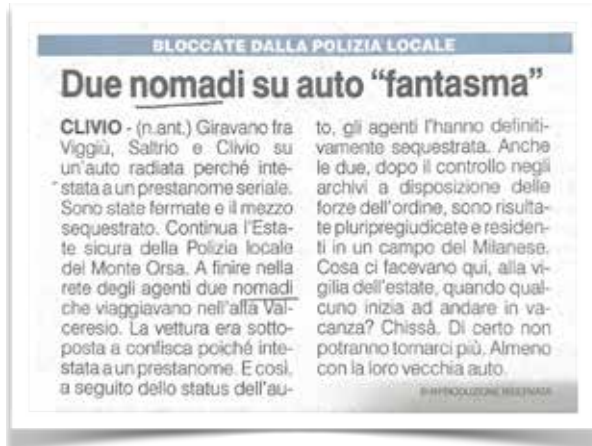 BLOCCATE DALLA POLIZIA LOCALE
Due nomadi su auto "fantasma"
CLIVIO - (n.ant.) Giravano fra
Viggiù, Saltrio e Clivio su
un'auto radiata perché inte-
stata a un prestanome seriale.
Sono state fermate e il mezzo
sequestrato. Continua l'Esta-
te sicura della Polizia locale
del Monte Orsa. A finire nella
rete degli agenti due nomadi
che viaggiavano nell'alta Val-
ceresio. La vettura era sotto-
posta a confisca poiché inte-
stata a un prestanome. E così,
a seguito dello status dell'au-
to, gli agenti l'hanno definiti-
vamente sequestrata. Anche
le due, dopo il controllo negli
archivi a disposizione delle
forze dell'ordine, sono risulta-
te pluripregiudicate e residen-
ti in un campo del Milanese.
Cosa ci facevano qui, alla vi-
gilia dell'estate, quando qual-
cuno inizia ad andare in va-
canza? Chissà. Di certo non
potranno tornarci più. Almeno
con la loro vecchia auto.
© RIPRODUZIONE RISERVATA